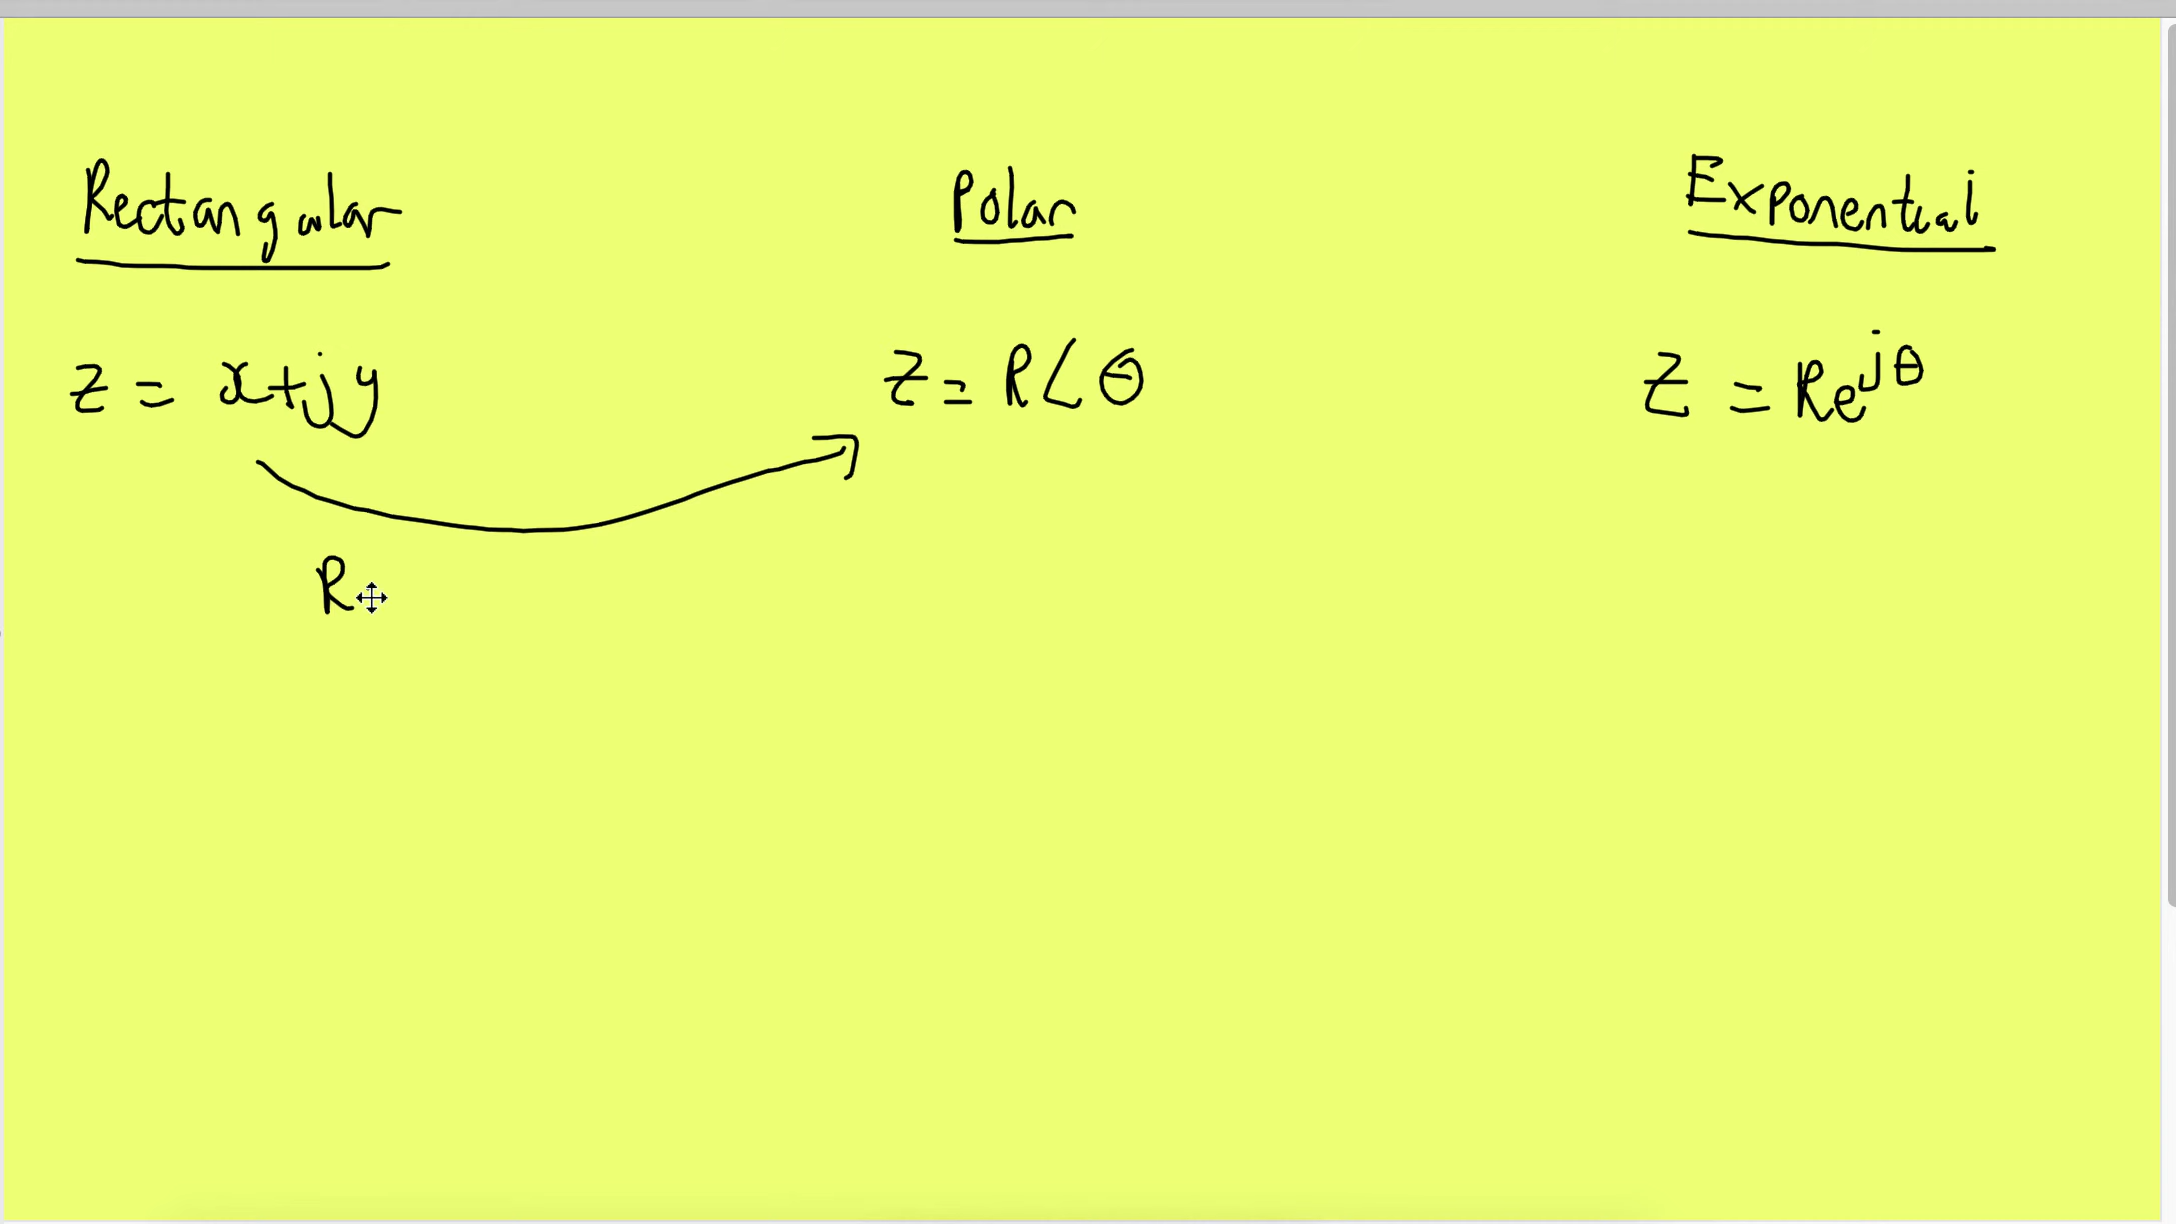 Rectangular
Polar
Exponential
z = x+jy
Z = R∠θ
Z = Re^jθ
R